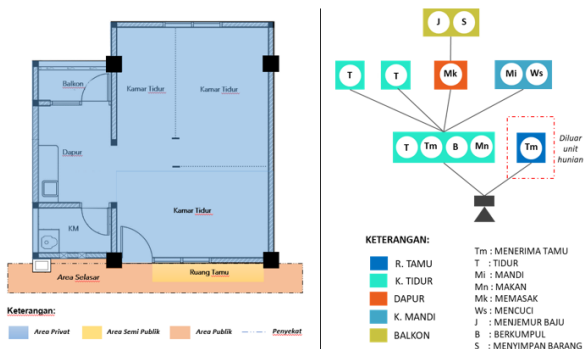 Balkon
Kamar Tidur
Kamar Tidur
Dapur
Kamar Tidur
KM
Area Selasar
Ruang Tamu
Keterangan:
Area Privat
Area Semi Publik
Area Publik
Penyekat
J
S
T
T
Mk
Mi
Ws
T
Tm
B
Mn
Tm
Diluar
unit
hunian
KETERANGAN:
R. TAMU
K. TIDUR
DAPUR
K. MANDI
BALKON
Tm : MENERIMA TAMU
T : TIDUR
Mi : MANDI
Mn : MAKAN
Mk : MEMASAK
Ws : MENCUCI
J : MENJEMUR BAJU
B : BERKUMPUL
S : MENYIMPAN BARANG